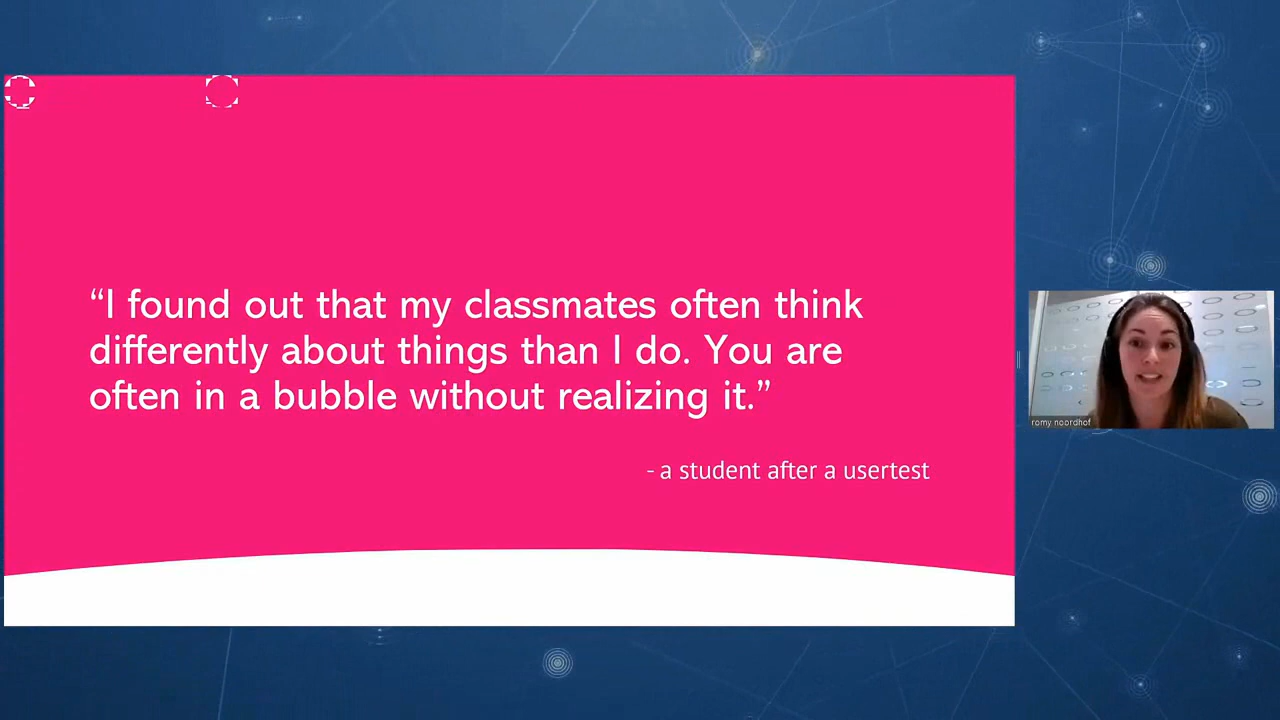 “I found out that my classmates often think
differently about things than I do. You are
often in a bubble without realizing it.”
- a student after a usertest
romy noordhof